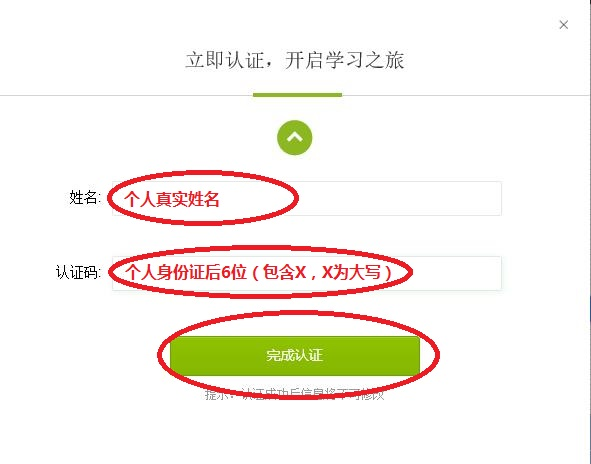 ×
立即认证，开启学习之旅
姓名: 个人真实姓名
认证码: 个人身份证后6位（包含X，X为大写）
完成认证
提示：认证成功后信息将不可修改